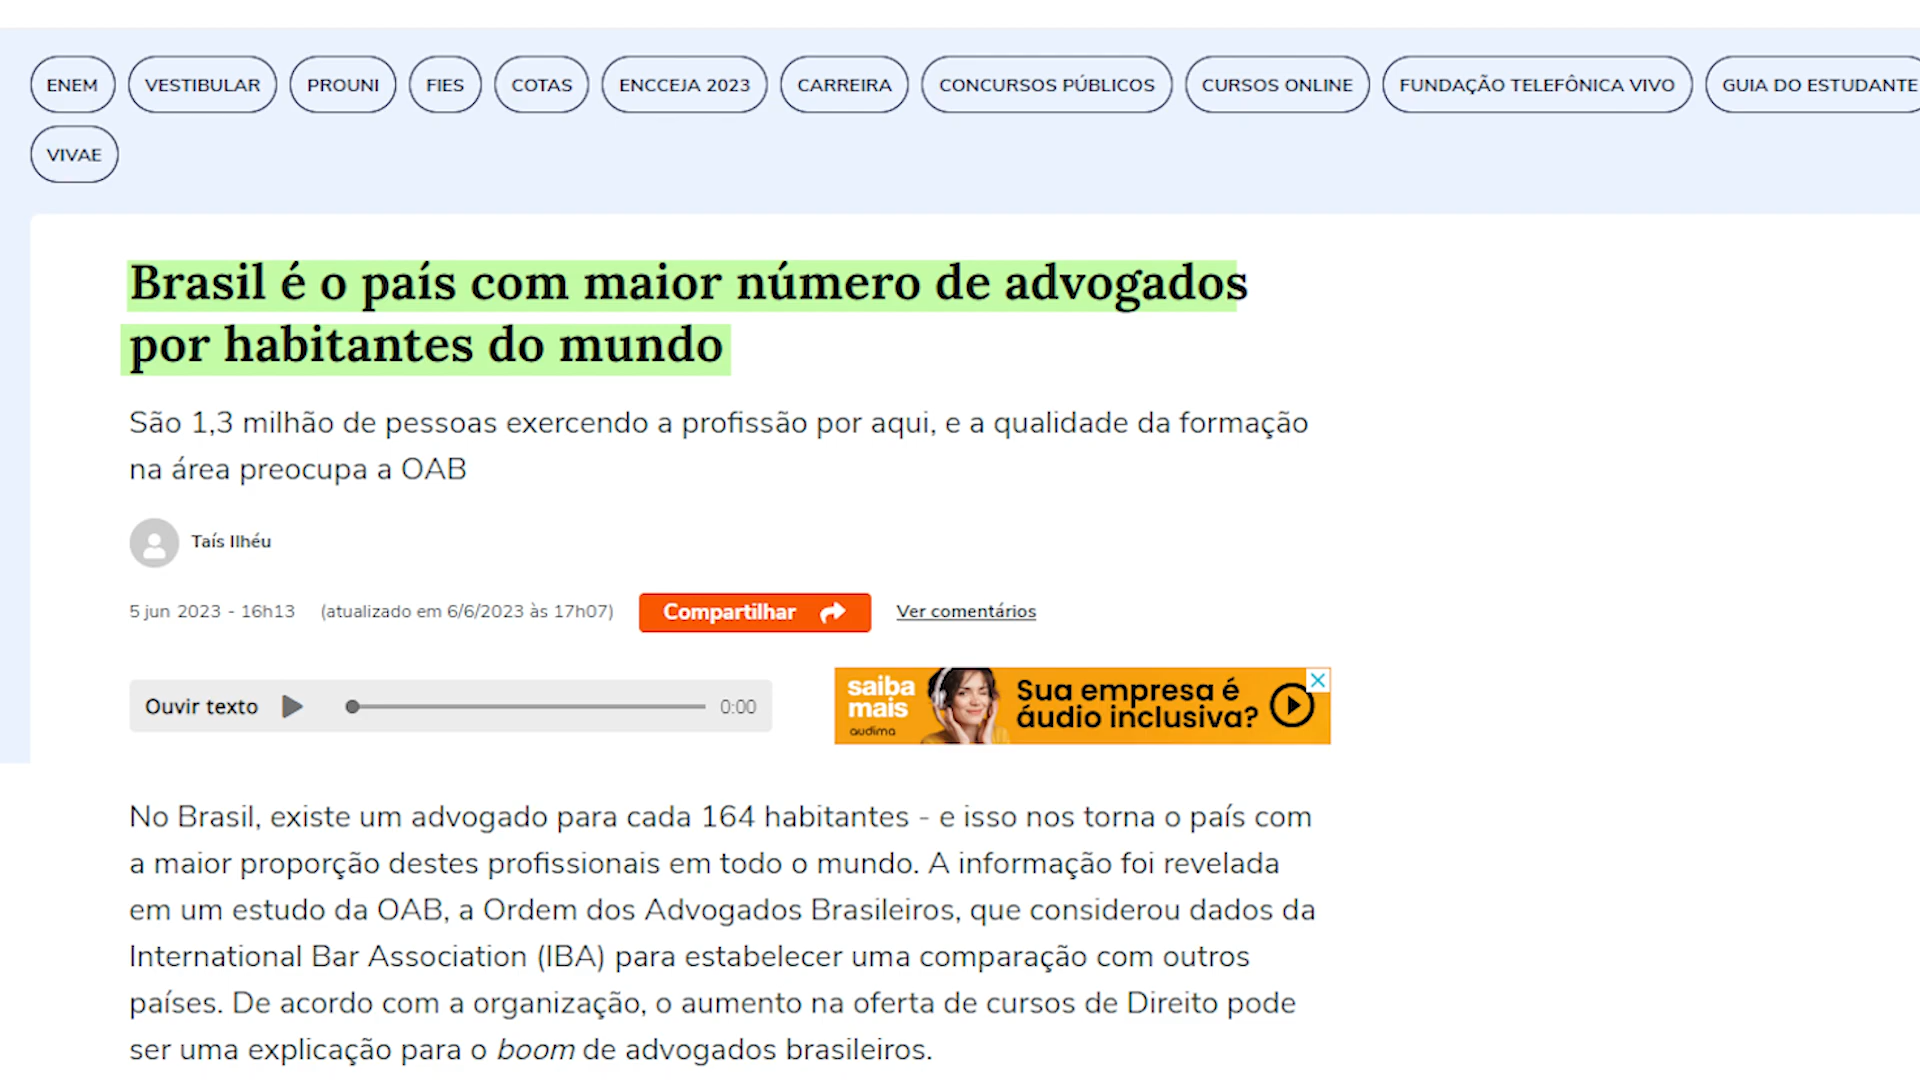 ENEM VESTIBULAR PROUNI FIES COTAS ENCCEJA 2023 CARREIRA CONCURSOS PÚBLICOS CURSOS ONLINE FUNDAÇÃO TELEFÔNICA VIVO GUIA DO ESTUDANTE
VIVAE
Brasil é o país com maior número de advogados
por habitantes do mundo
São 1,3 milhão de pessoas exercendo a profissão por aqui, e a qualidade da formação
na área preocupa a OAB
Taís Ilhéu
5 jun 2023 - 16h13 (atualizado em 6/6/2023 às 17h07) Compartilhar Ver comentários
Ouvir texto 0:00
saiba
mais
audima
Sua empresa é
áudio inclusiva?
No Brasil, existe um advogado para cada 164 habitantes - e isso nos torna o país com
a maior proporção destes profissionais em todo o mundo. A informação foi revelada
em um estudo da OAB, a Ordem dos Advogados Brasileiros, que considerou dados da
International Bar Association (IBA) para estabelecer uma comparação com outros
países. De acordo com a organização, o aumento na oferta de cursos de Direito pode
ser uma explicação para o boom de advogados brasileiros.